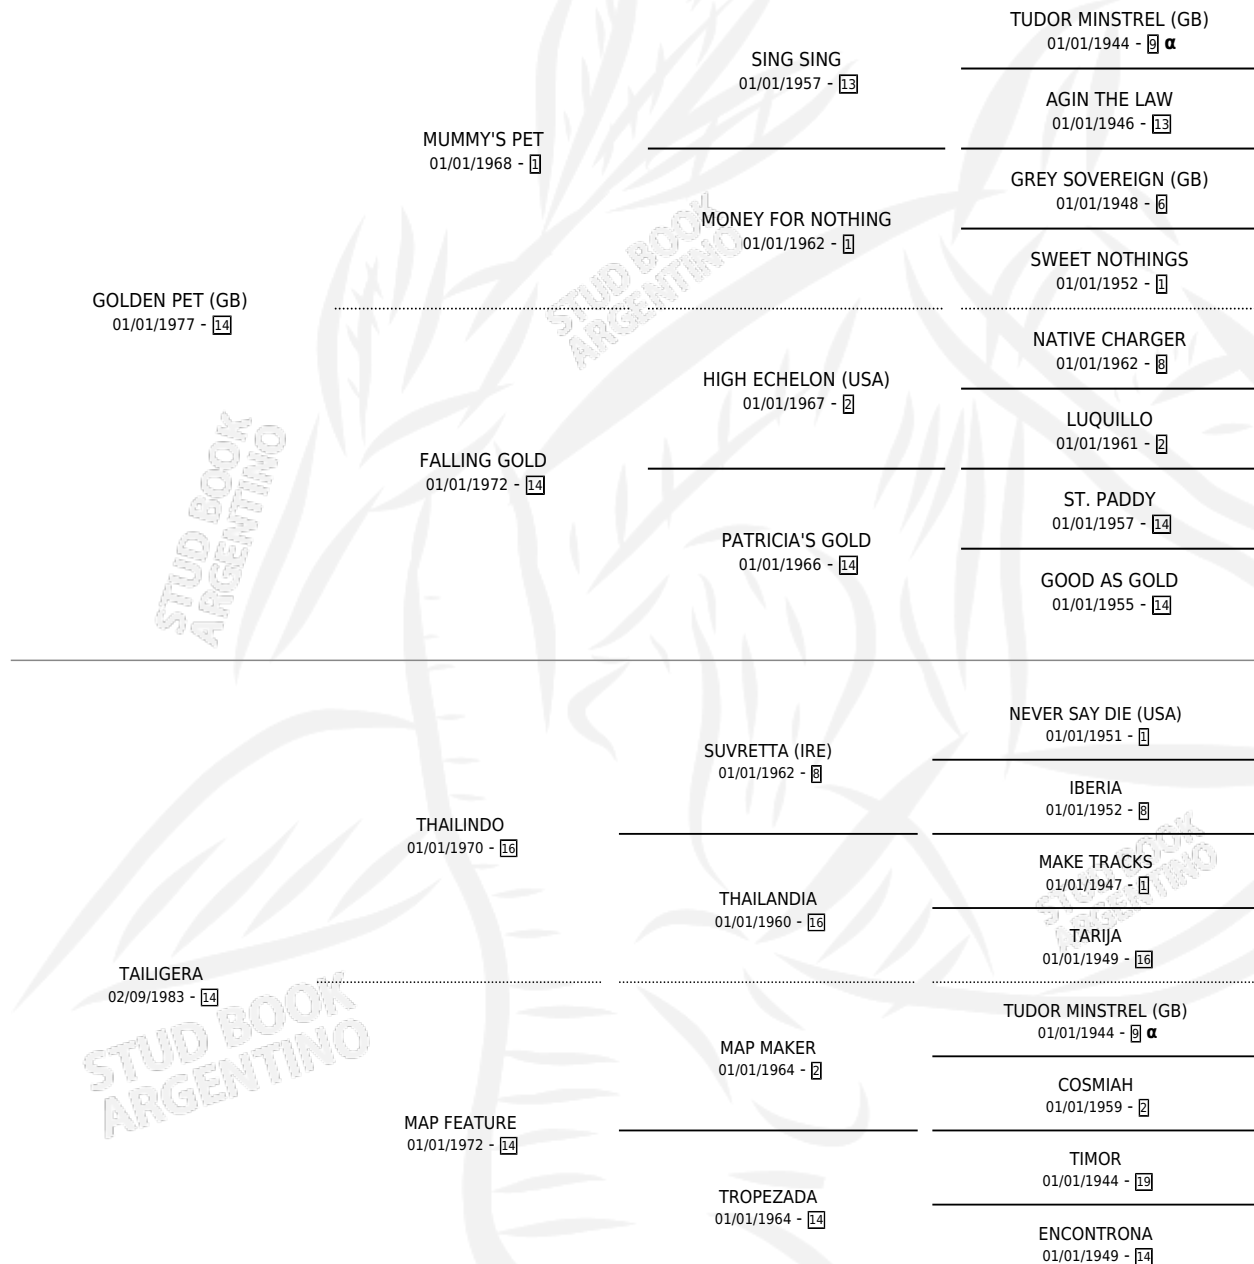 TUDOR MINSTREL (GB)
01/01/1944 - 9 α
SING SING
01/01/1957 - 13
AGIN THE LAW
01/01/1946 - 13
MUMMY'S PET
01/01/1968 - 1
GREY SOVEREIGN (GB)
01/01/1948 - 6
MONEY FOR NOTHING
01/01/1962 - 1
SWEET NOTHINGS
01/01/1952 - 1
GOLDEN PET (GB)
01/01/1977 - 14
NATIVE CHARGER
01/01/1962 - 8
HIGH ECHELON (USA)
01/01/1967 - 2
LUQUILLO
01/01/1961 - 2
FALLING GOLD
01/01/1972 - 14
ST. PADDY
01/01/1957 - 14
PATRICIA'S GOLD
01/01/1966 - 14
GOOD AS GOLD
01/01/1955 - 14
NEVER SAY DIE (USA)
01/01/1951 - 1
SUVRETTA (IRE)
01/01/1962 - 8
IBERIA
01/01/1952 - 8
THAILINDO
01/01/1970 - 16
MAKE TRACKS
01/01/1947 - 1
THAILANDIA
01/01/1960 - 16
TARIJA
01/01/1949 - 16
TAILIGERA
02/09/1983 - 14
TUDOR MINSTREL (GB)
01/01/1944 - 9 α
MAP MAKER
01/01/1964 - 2
COSMIAH
01/01/1959 - 2
MAP FEATURE
01/01/1972 - 14
TIMOR
01/01/1944 - 19
TROPEZADA
01/01/1964 - 14
ENCONTRONA
01/01/1949 - 14
STUD BOOK
ARGENTINO
STUD BOOK
ARGENTINO
STUD BOOK
ARGENTINO
STUD BOOK
ARGENTINO